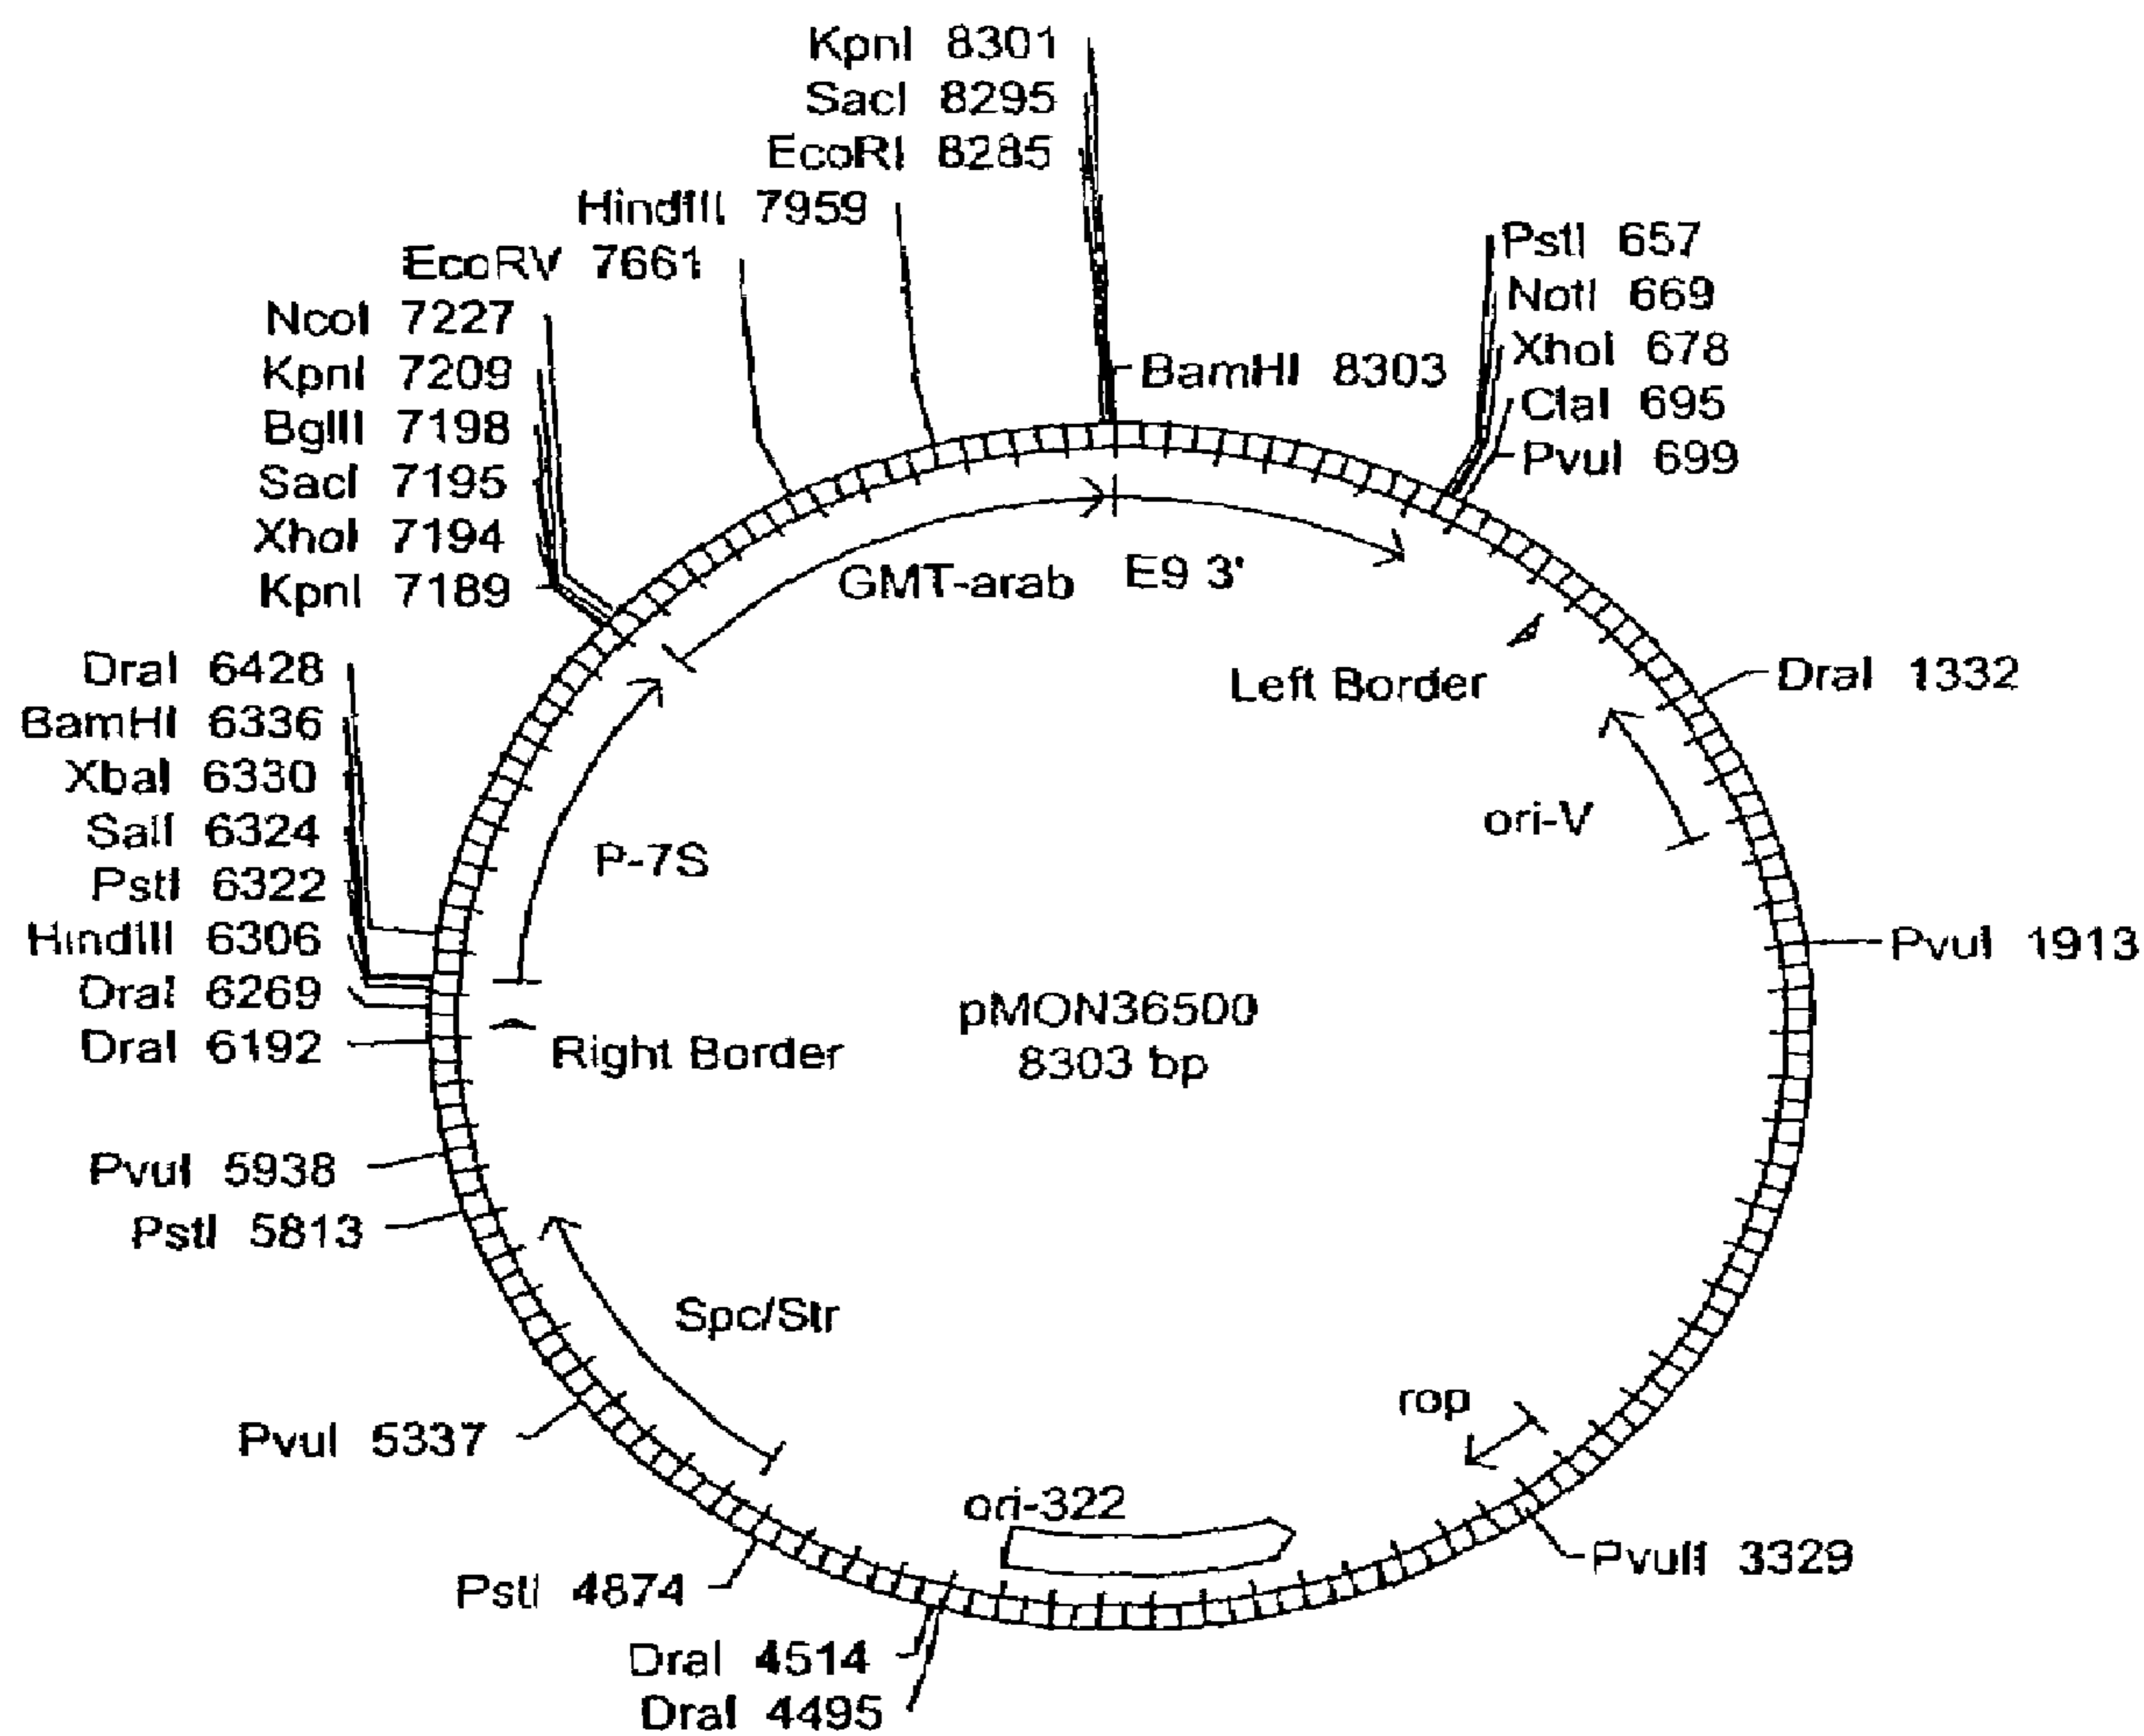 KpnI 8301
SacI 8295
EcoRI 8285
HindIII 7959
EcoRV 7661
NcoI 7227
KpnI 7209
BglII 7198
SacI 7195
XhoI 7194
KpnI 7189
BamHI 8303
PstI 657
NotI 669
XhoI 678
ClaI 695
PvuI 699
GMT-arab
E9 3'
Left Border
DraI 1332
ori-V
PvuI 1913
DraI 6428
BamHI 6336
XbaI 6330
SalI 6324
PstI 6322
HindIII 6306
DraI 6269
DraI 6192
P-7S
Right Border
pMON36500
8303 bp
PvuI 5938
PstI 5813
Spc/Str
PvuI 5337
rop
ori-322
PvuII 3329
PstI 4874
DraI 4514
DraI 4495